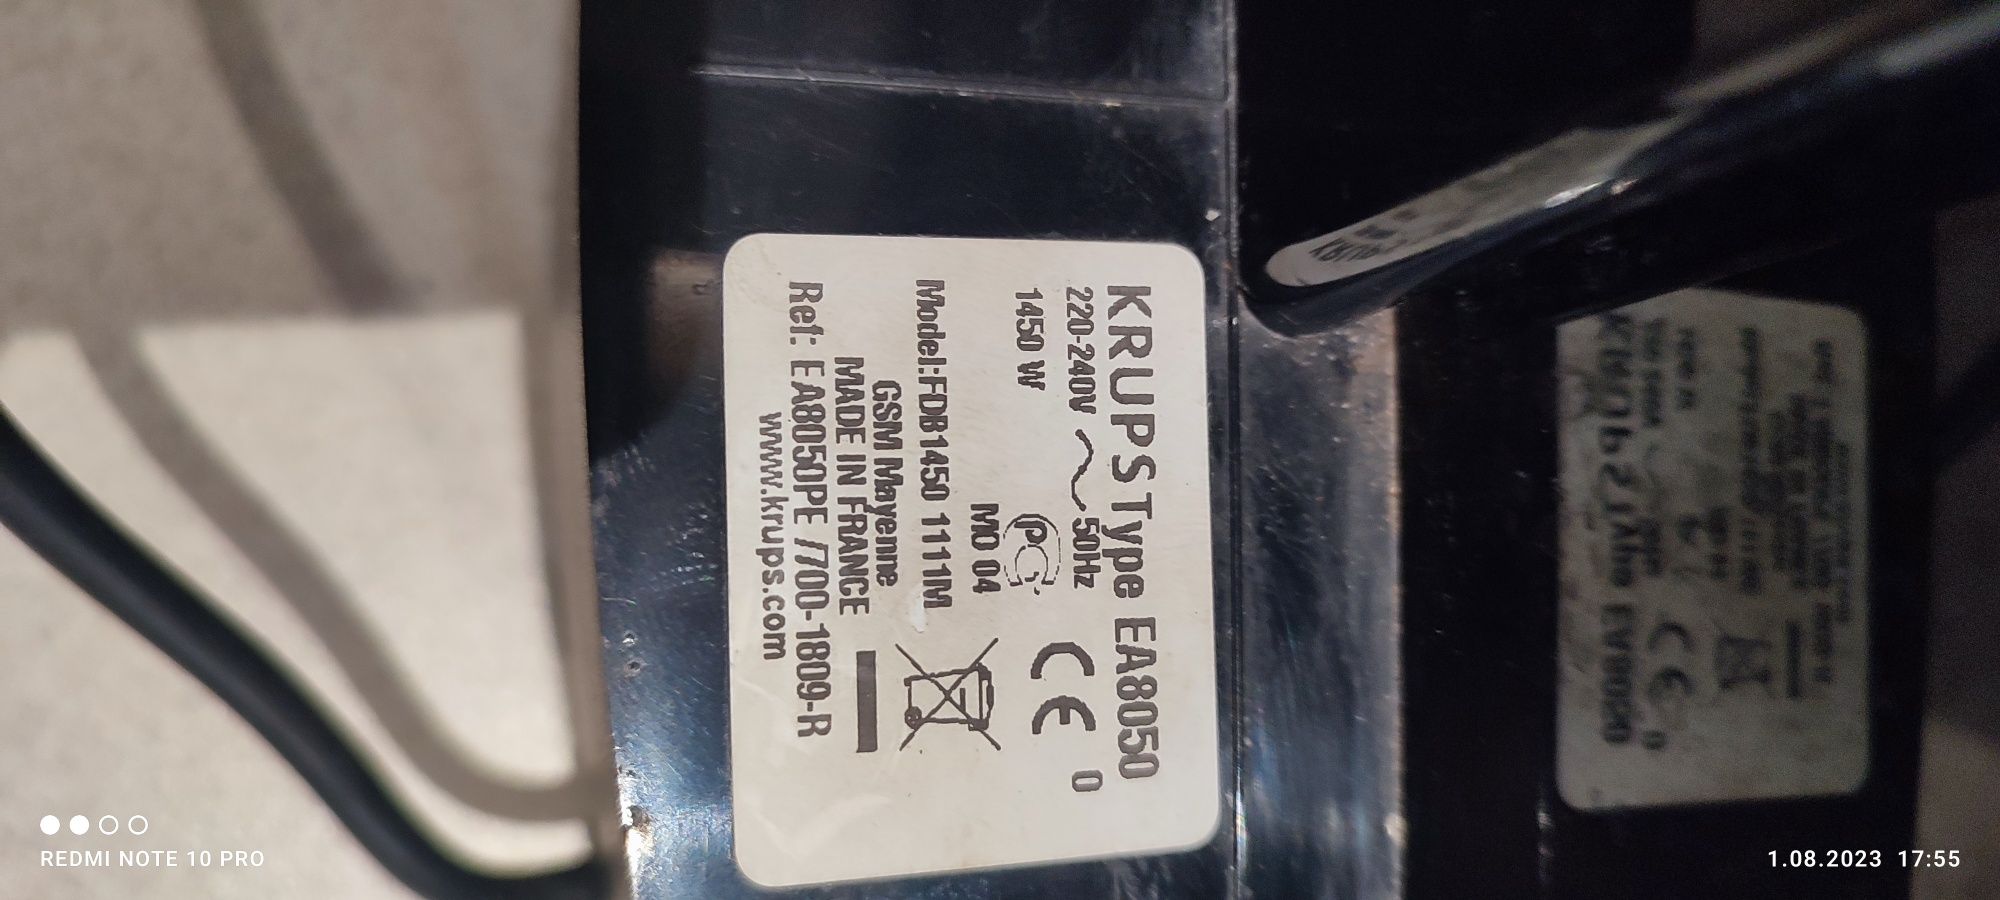 KRUPS Type EA8050
220-240V 50Hz 0
1450 W
CE
MO 04
Model:FDB1450 1111M
GSM Mayenne
MADE IN FRANCE
Ref: EA8050PE /700-1809-R
www.krups.com
REDMI NOTE 10 PRO
1.08.2023 17:55